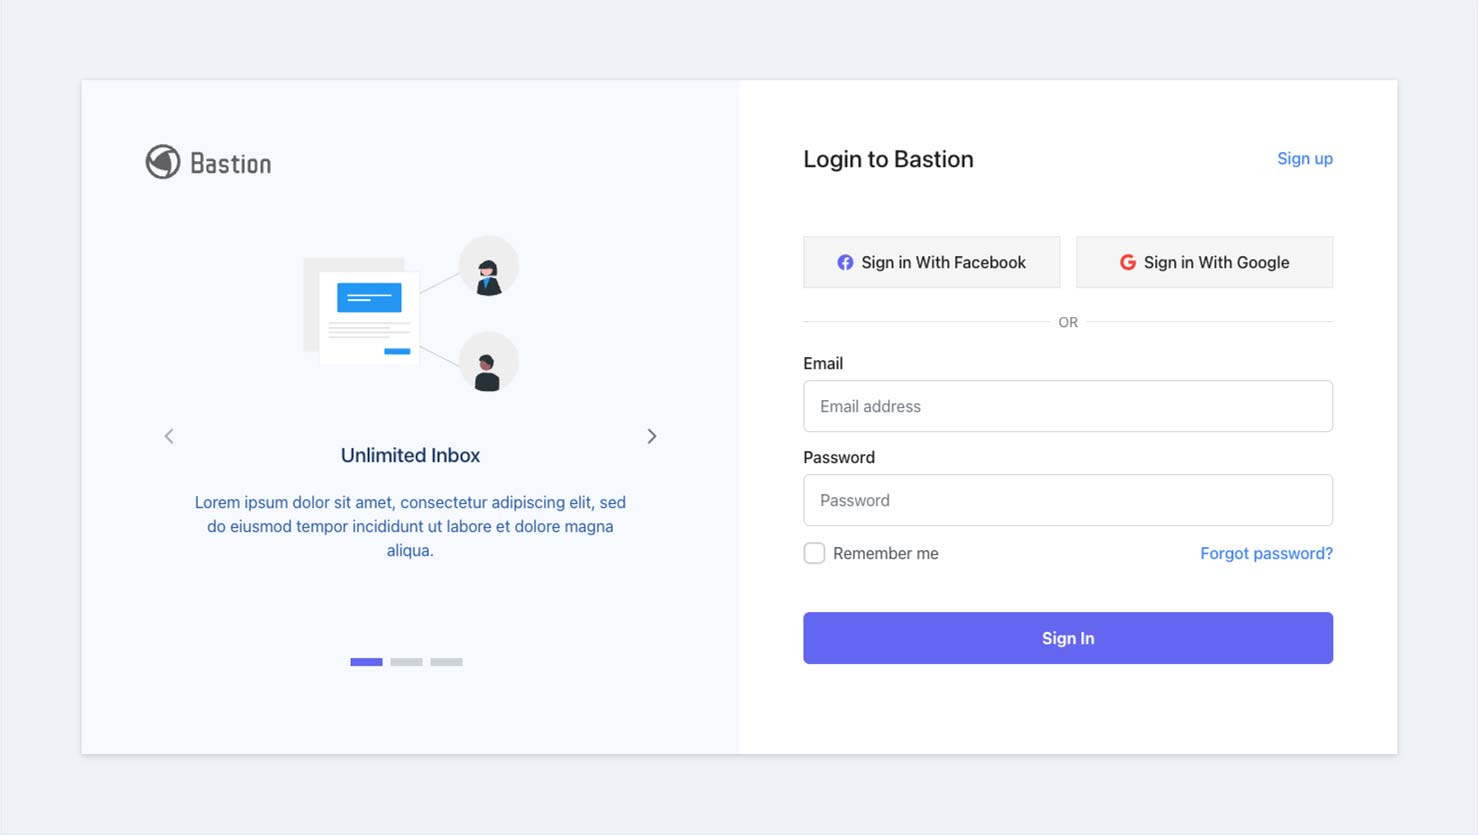 Bastion
Unlimited Inbox
Lorem ipsum dolor sit amet, consectetur adipiscing elit, sed
do eiusmod tempor incididunt ut labore et dolore magna
aliqua.
Login to Bastion
Sign up
Sign in With Facebook
Sign in With Google
OR
Email
Email address
Password
Password
Remember me
Forgot password?
Sign In